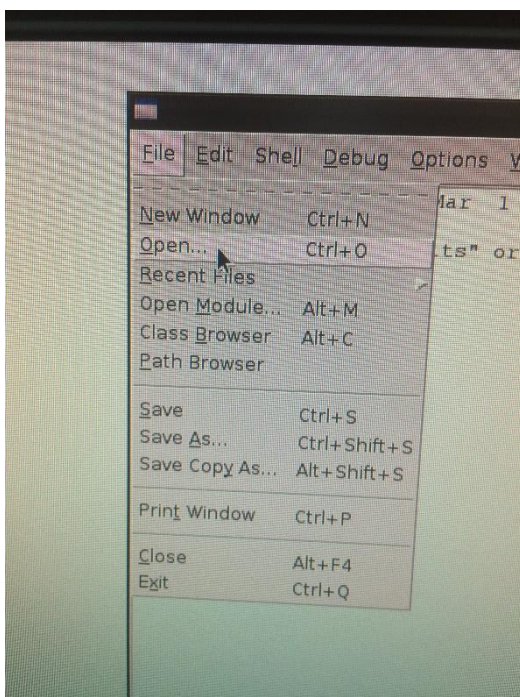 File Edit Shell Debug Options
Mar 1
New Window Ctrl+N
Open... Ctrl+O
or
Recent Files
Open Module... Alt+M
Class Browser Alt+C
Path Browser
Save Ctrl+S
Save As... Ctrl+Shift+S
Save Copy As... Alt+Shift+S
Print Window Ctrl+P
Close Alt+F4
Exit Ctrl+Q